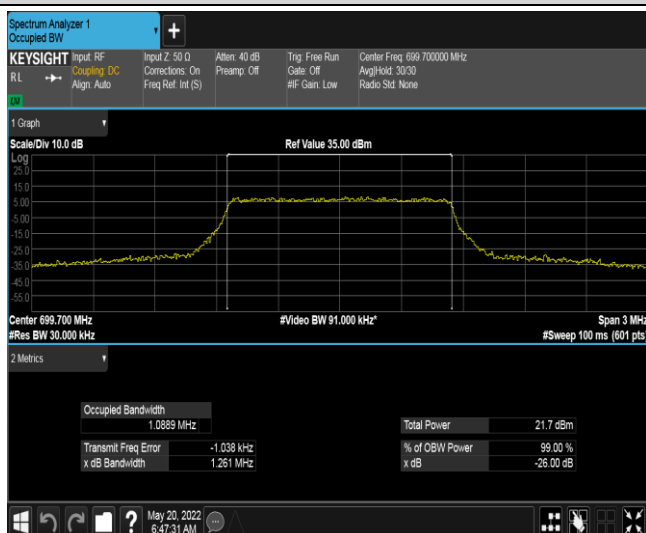 Spectrum Analyzer 1
Occupied BW
+
KEYSIGHT Input: RF Input Z: 50 Ω Atten: 40 dB Trig: Free Run Center Freq: 699.700000 MHz
RL Coupling: DC Corrections: On Preamp: Off Gate: Off Avg|Hold: 30/30
Align: Auto Freq Ref: Int (S) #IF Gain: Low Radio Std: None
1 Graph
Scale/Div 10.0 dB Ref Value 35.00 dBm
Log
25.0
15.0
5.00
-5.00
-15.0
-25.0
-35.0
-45.0
-55.0
Center 699.700 MHz #Video BW 91.000 kHz* Span 3 MHz
#Res BW 30.000 kHz #Sweep 100 ms (601 pts)
2 Metrics
Occupied Bandwidth
1.0889 MHz Total Power 21.7 dBm
Transmit Freq Error -1.038 kHz % of OBW Power 99.00 %
x dB Bandwidth 1.261 MHz x dB -26.00 dB
? May 20, 2022
6:47:31 AM